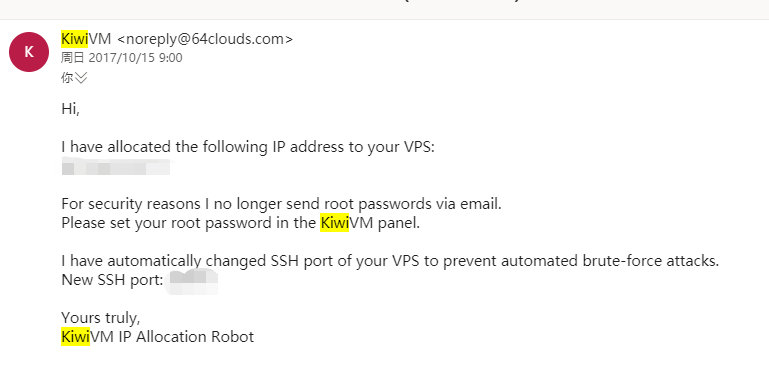 K
KiwiVM <noreply@64clouds.com>
周日 2017/10/15 9:00
你
Hi,
I have allocated the following IP address to your VPS:
For security reasons I no longer send root passwords via email.
Please set your root password in the KiwiVM panel.
I have automatically changed SSH port of your VPS to prevent automated brute-force attacks.
New SSH port:
Yours truly,
KiwiVM IP Allocation Robot